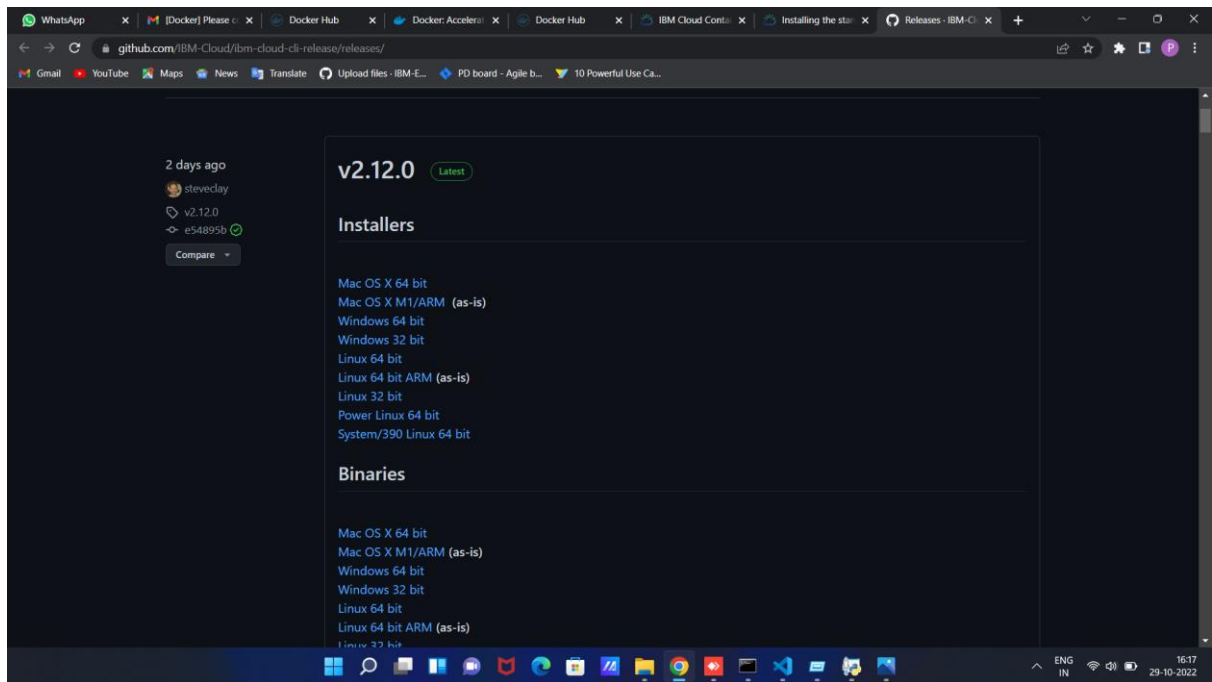 WhatsApp
[Docker] Please c
Docker Hub
Docker: Accelerat
Docker Hub
IBM Cloud Contai
Installing the stan
Releases · IBM-Cl
github.com/IBM-Cloud/ibm-cloud-cli-release/releases/
P
Gmail
YouTube
Maps
News
Translate
Upload files · IBM-E...
PD board - Agile b...
10 Powerful Use Ca...
2 days ago
steveclay
v2.12.0
e54895b
Compare
v2.12.0 Latest
Installers
Mac OS X 64 bit
Mac OS X M1/ARM (as-is)
Windows 64 bit
Windows 32 bit
Linux 64 bit
Linux 64 bit ARM (as-is)
Linux 32 bit
Power Linux 64 bit
System/390 Linux 64 bit
Binaries
Mac OS X 64 bit
Mac OS X M1/ARM (as-is)
Windows 64 bit
Windows 32 bit
Linux 64 bit
Linux 64 bit ARM (as-is)
Linux 32 bit
ENG
IN
16:17
29-10-2022